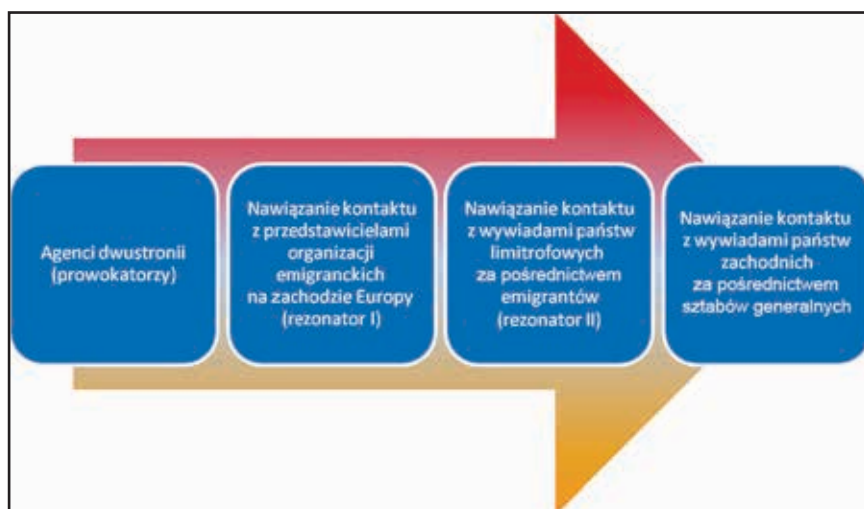 Agenci dwustronii
(prowokatorzy)
Nawiązanie kontaktu
z przedstawicielami
organizacji
emigranckich
na zachodzie Europy
(rezonator I)
Nawiązanie kontaktu
z wywiadami państw
limitrofowych
za pośrednictwem
emigrantów
(rezonator II)
Nawiązanie kontaktu
z wywiadami państw
zachodnich
za pośrednictwem
sztabów generalnych